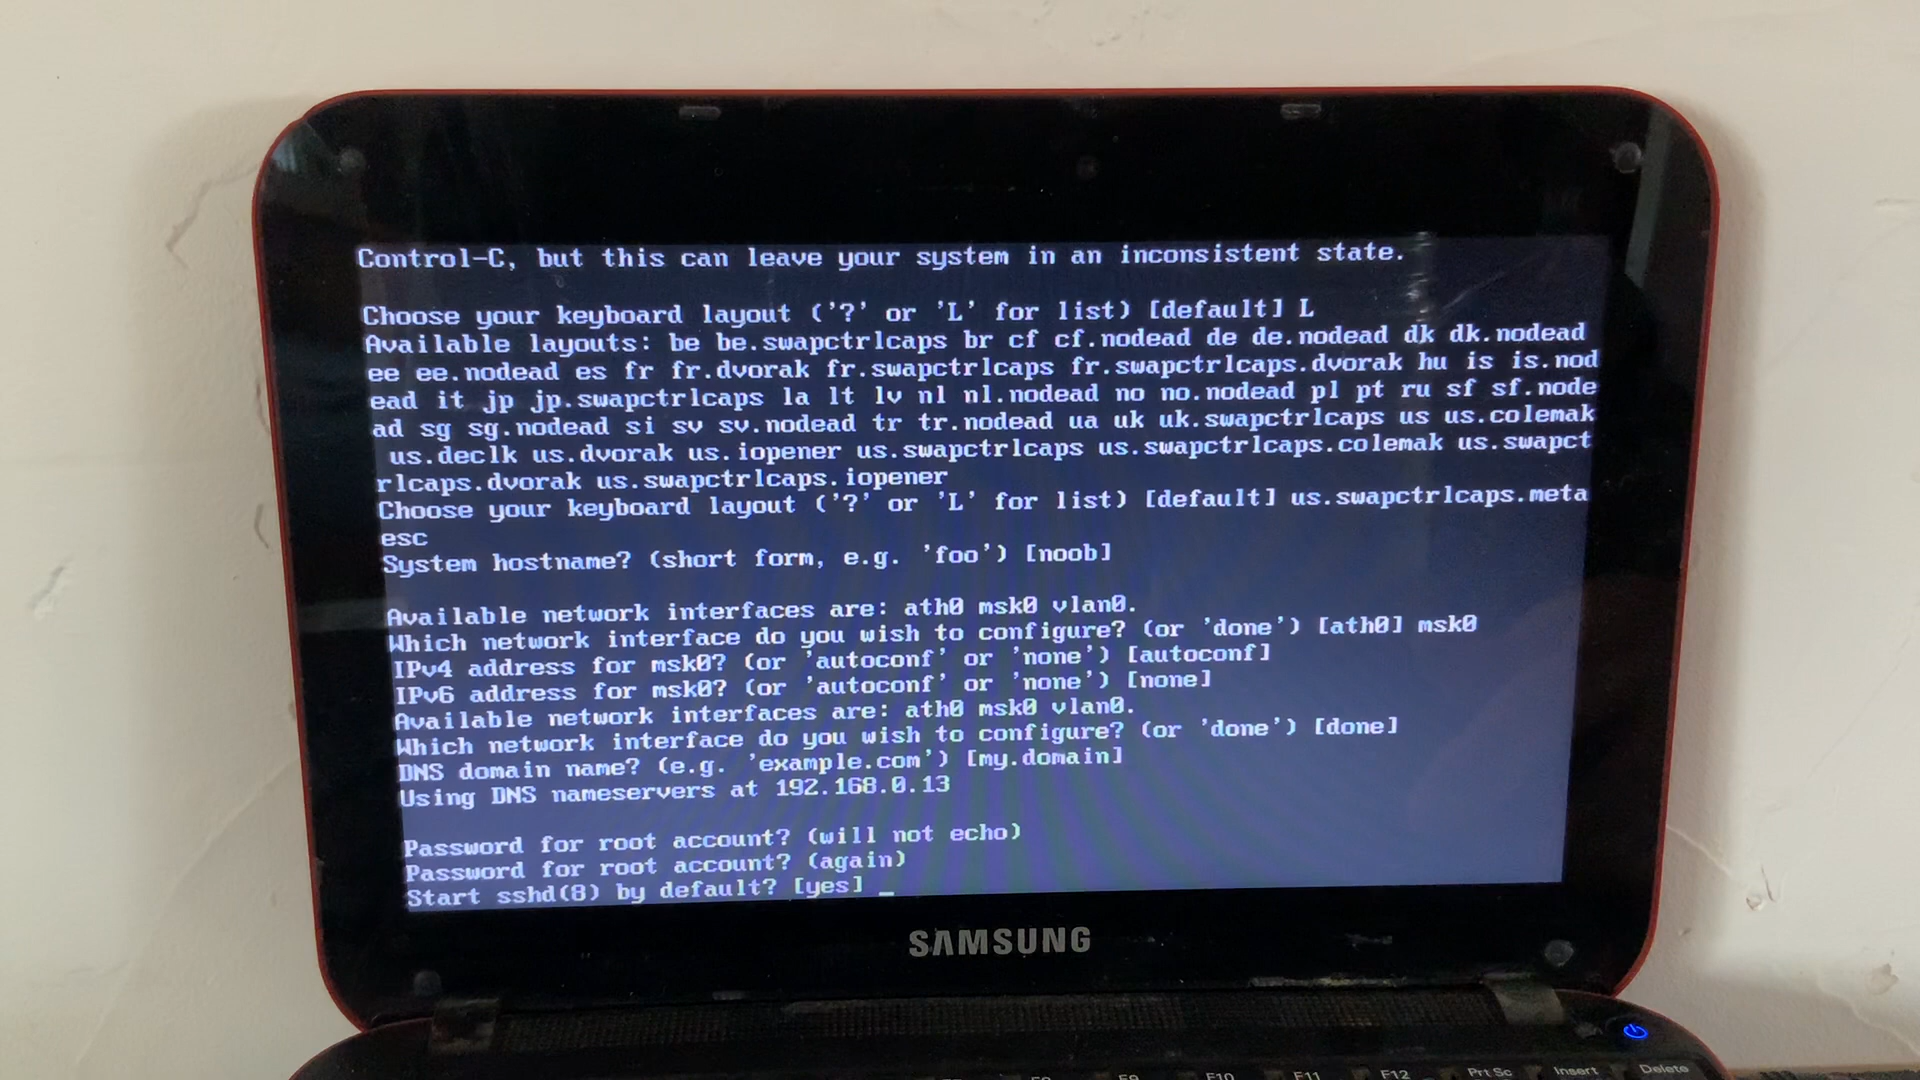 Control-C, but this can leave your system in an inconsistent state.
Choose your keyboard layout ('?' or 'L' for list) [default] L
Available layouts: be be.swapctrlcaps br cf cf.nodead de de.nodead dk dk.nodead
ee ee.nodead es fr fr.dvorak fr.swapctrlcaps fr.swapctrlcaps.dvorak hu is is.nod
ead it jp jp.swapctrlcaps la lt lv nl nl.nodead no no.nodead pl pt ru sf sf.node
ad sg sg.nodead si sv sv.nodead tr tr.nodead ua uk uk.swapctrlcaps us us.colemak
us.declk us.dvorak us.iopener us.swapctrlcaps us.swapctrlcaps.colemak us.swapct
rlcaps.dvorak us.swapctrlcaps.iopener
Choose your keyboard layout ('?' or 'L' for list) [default] us.swapctrlcaps.meta
esc
System hostname? (short form, e.g. 'foo') [noob]
Available network interfaces are: ath0 msk0 vlan0.
Which network interface do you wish to configure? (or 'done') [ath0] msk0
IPv4 address for msk0? (or 'autoconf' or 'none') [autoconf]
IPv6 address for msk0? (or 'autoconf' or 'none') [none]
Available network interfaces are: ath0 msk0 vlan0.
Which network interface do you wish to configure? (or 'done') [done]
DNS domain name? (e.g. 'example.com') [my.domain]
Using DNS nameservers at 192.168.0.13
Password for root account? (will not echo)
Password for root account? (again)
Start sshd(8) by default? [yes] _
SAMSUNG
F9 F10 F11 F12 Prt Sc Insert Delete